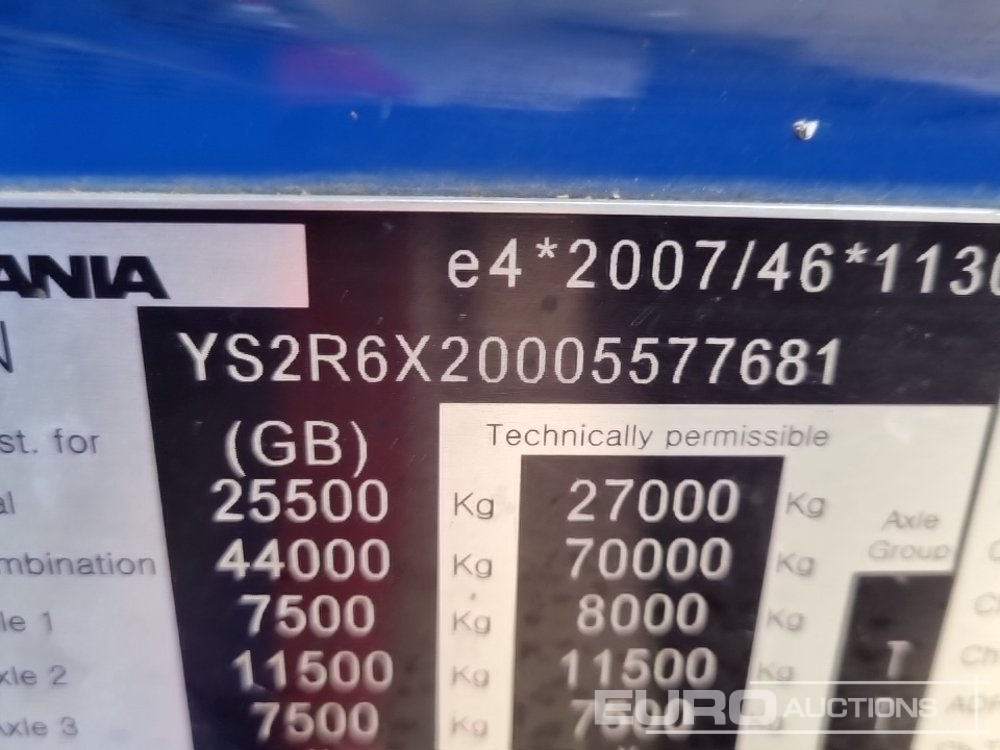 ANIA e4*2007/46*1130
YS2R6X20005577681
st. for (GB) Technically permissible
al 25500 Kg 27000 Kg Axle
mbination 44000 Kg 70000 Kg Group
le 1 7500 Kg 8000 Kg
xle 2 11500 Kg 11500 Kg T
Axle 3 7500 Kg
EURO AUCTIONS